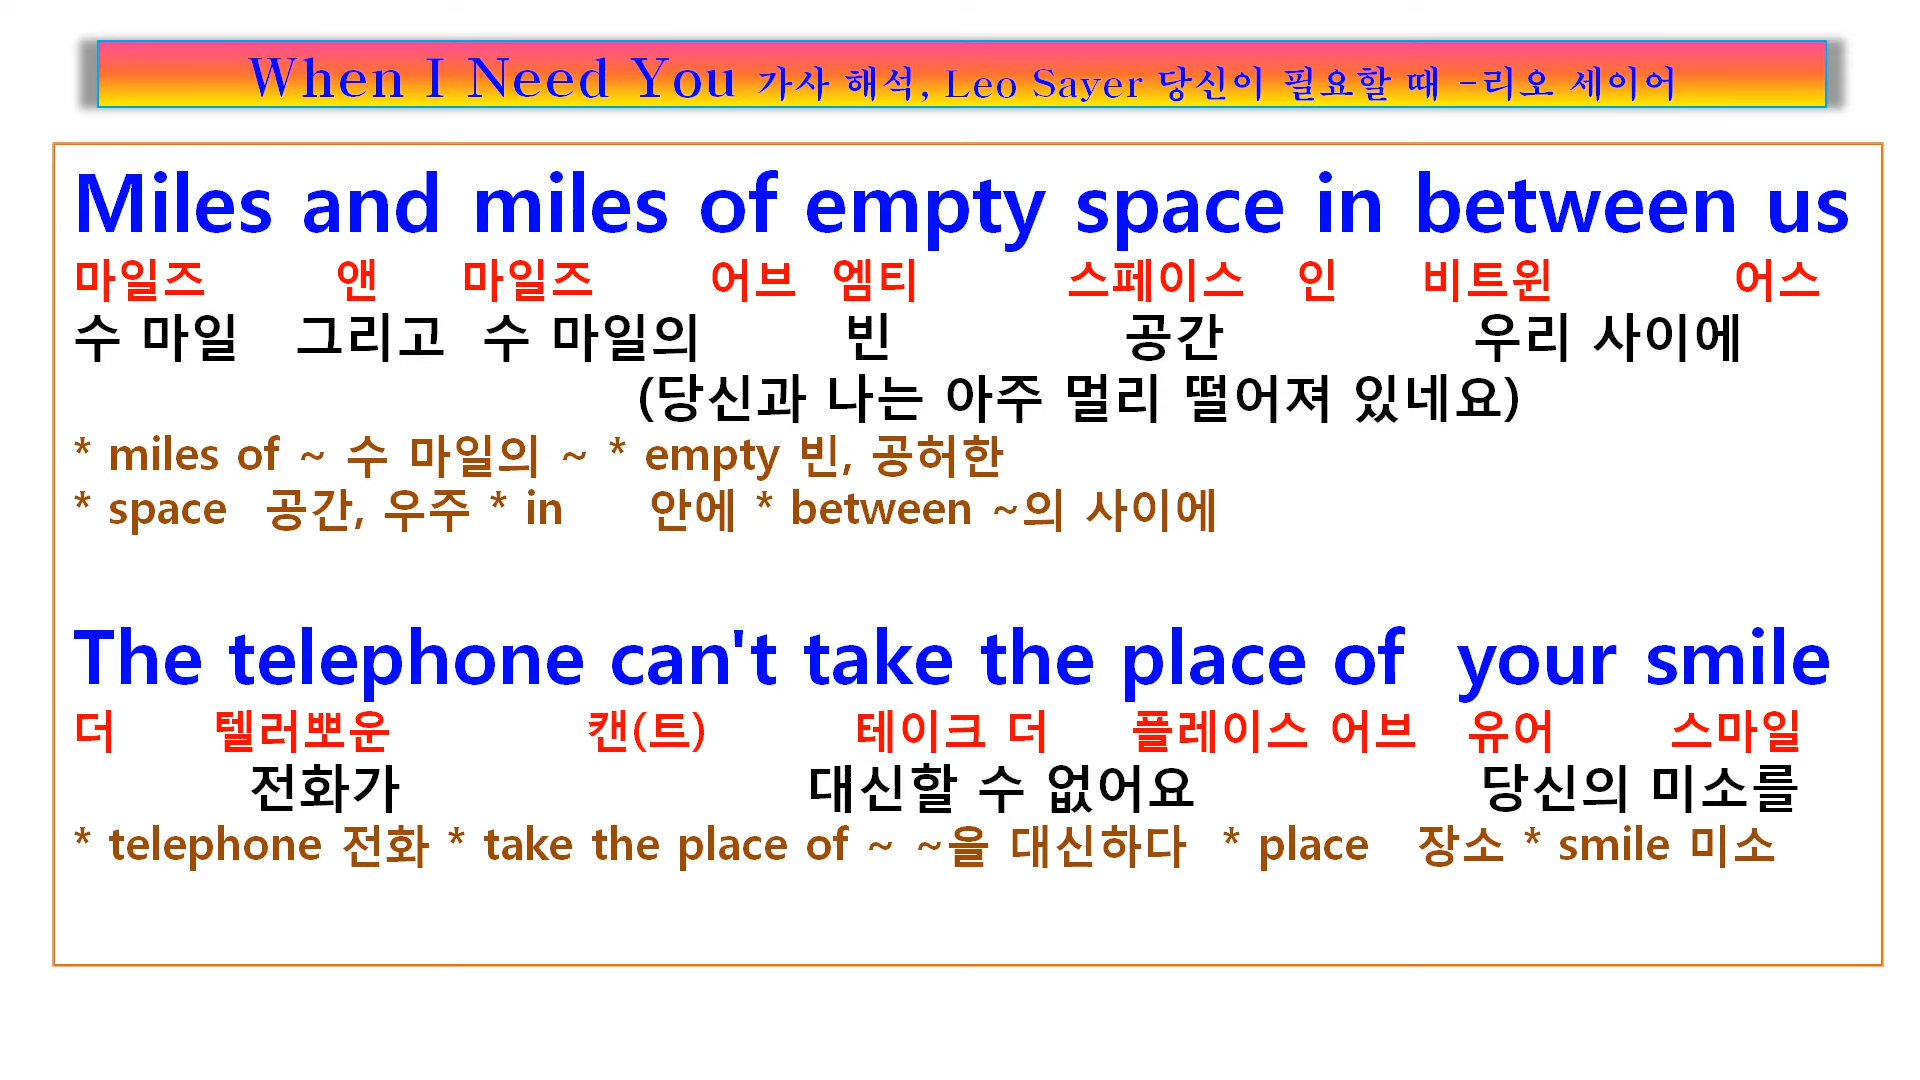 When I Need You 가사 해석, Leo Sayer 당신이 필요할 때 -리오 세이어
Miles and miles of empty space in between us
마일즈 앤 마일즈 어브 엠티 스페이스 인 비트윈 어스
수 마일 그리고 수 마일의 빈 공간 우리 사이에
(당신과 나는 아주 멀리 떨어져 있네요)
* miles of ~ 수 마일의 ~ * empty 빈, 공허한
* space 공간, 우주 * in 안에 * between ~의 사이에
The telephone can't take the place of your smile
더 텔러뽀운 캔(트) 테이크 더 플레이스 어브 유어 스마일
전화가 대신할 수 없어요 당신의 미소를
* telephone 전화 * take the place of ~ ~을 대신하다 * place 장소 * smile 미소